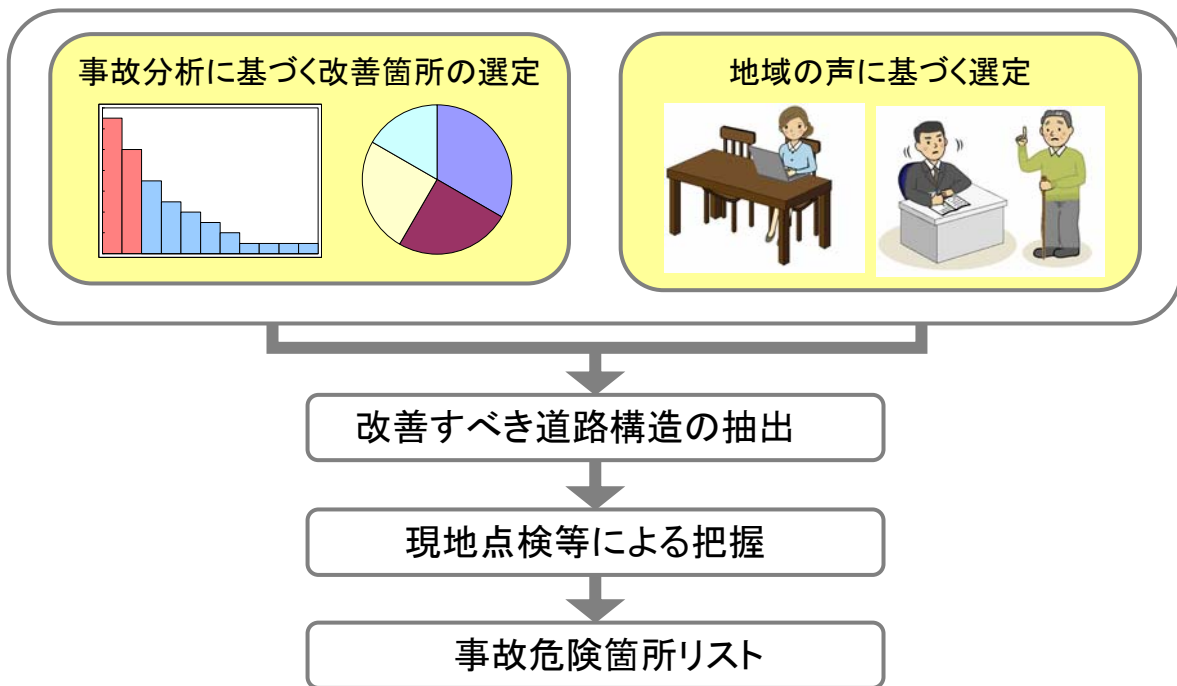 事故分析に基づく改善箇所の選定
地域の声に基づく選定
改善すべき道路構造の抽出
現地点検等による把握
事故危険箇所リスト